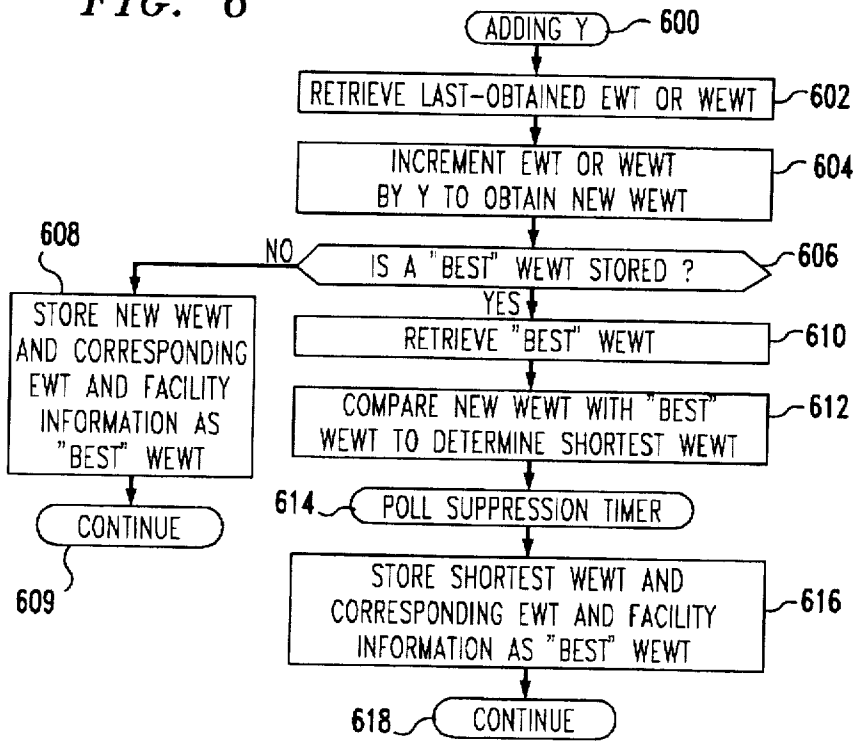 FIG. 6
ADDING Y
600
RETRIEVE LAST-OBTAINED EWT OR WEWT
602
INCREMENT EWT OR WEWT
BY Y TO OBTAIN NEW WEWT
604
608
NO
IS A "BEST" WEWT STORED ?
606
YES
STORE NEW WEWT
AND CORRESPONDING
EWT AND FACILITY
INFORMATION AS
"BEST" WEWT
RETRIEVE "BEST" WEWT
610
COMPARE NEW WEWT WITH "BEST"
WEWT TO DETERMINE SHORTEST WEWT
612
CONTINUE
609
614
POLL SUPPRESSION TIMER
STORE SHORTEST WEWT AND
CORRESPONDING EWT AND FACILITY
INFORMATION AS "BEST" WEWT
616
618
CONTINUE